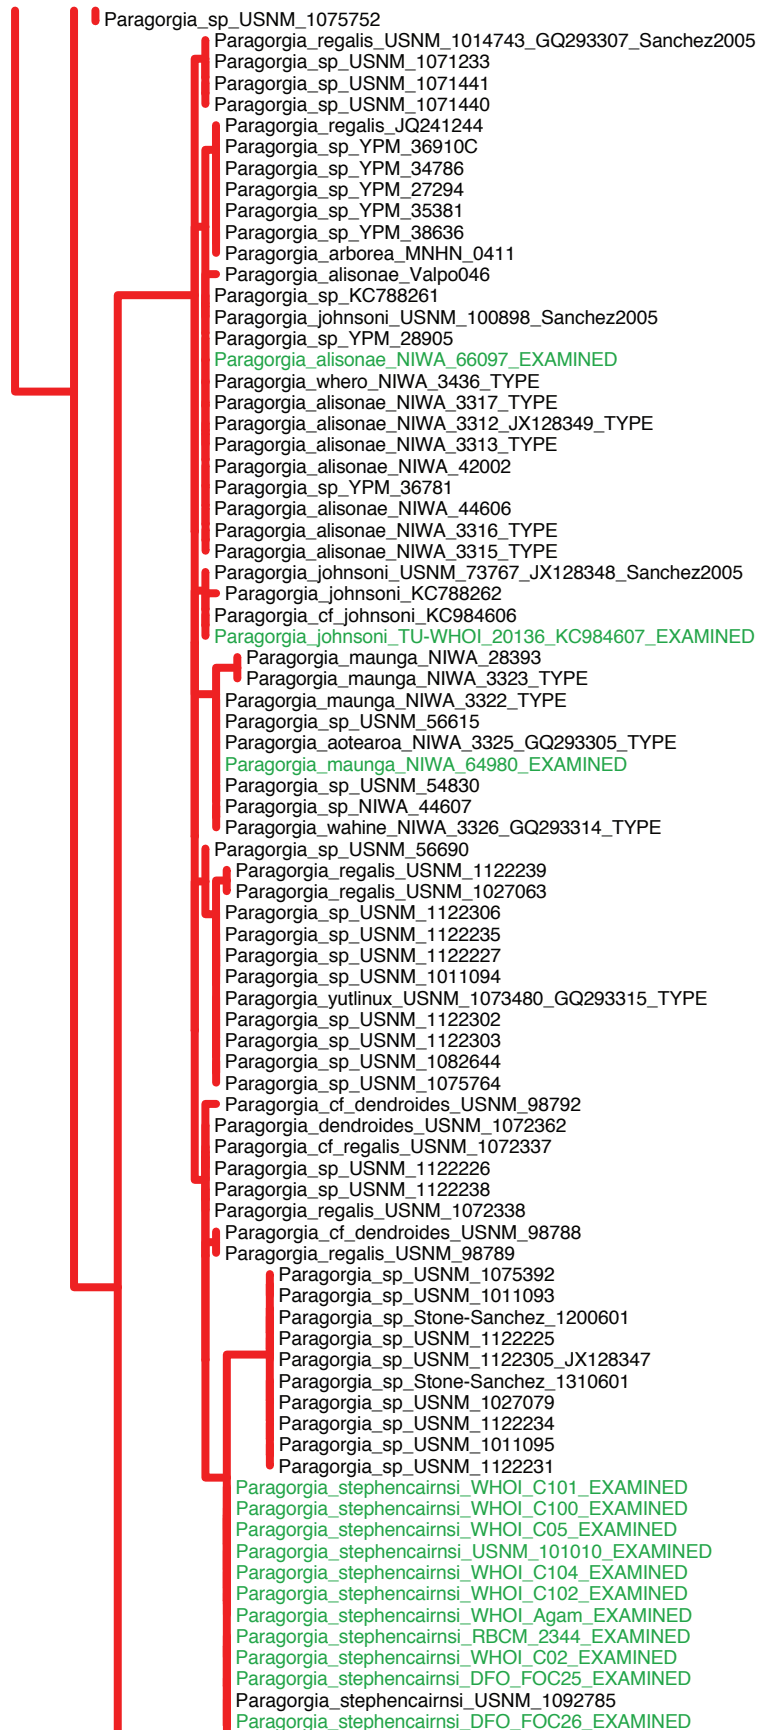 Paragorgia_sp_USNM_1075752
Paragorgia_regalis_USNM_1014743_GQ293307_Sanchez2005
Paragorgia_sp_USNM_1071233
Paragorgia_sp_USNM_1071441
Paragorgia_sp_USNM_1071440
Paragorgia_regalis_JQ241244
Paragorgia_sp_YPM_36910C
Paragorgia_sp_YPM_34786
Paragorgia_sp_YPM_27294
Paragorgia_sp_YPM_35381
Paragorgia_sp_YPM_38636
Paragorgia_arborea_MNHN_0411
Paragorgia_alisonae_Valpo046
Paragorgia_sp_KC788261
Paragorgia_johnsoni_USNM_100898_Sanchez2005
Paragorgia_sp_YPM_28905
Paragorgia_alisonae_NIWA_66097_EXAMINED
Paragorgia_whero_NIWA_3436_TYPE
Paragorgia_alisonae_NIWA_3317_TYPE
Paragorgia_alisonae_NIWA_3312_JX128349_TYPE
Paragorgia_alisonae_NIWA_3313_TYPE
Paragorgia_alisonae_NIWA_42002
Paragorgia_sp_YPM_36781
Paragorgia_alisonae_NIWA_44606
Paragorgia_alisonae_NIWA_3316_TYPE
Paragorgia_alisonae_NIWA_3315_TYPE
Paragorgia_johnsoni_USNM_73767_JX128348_Sanchez2005
Paragorgia_johnsoni_KC788262
Paragorgia_cf_johnsoni_KC984606
Paragorgia_johnsoni_TU-WHOI_20136_KC984607_EXAMINED
Paragorgia_maunga_NIWA_28393
Paragorgia_maunga_NIWA_3323_TYPE
Paragorgia_maunga_NIWA_3322_TYPE
Paragorgia_sp_USNM_56615
Paragorgia_aotearoa_NIWA_3325_GQ293305_TYPE
Paragorgia_maunga_NIWA_64980_EXAMINED
Paragorgia_sp_USNM_54830
Paragorgia_sp_NIWA_44607
Paragorgia_wahine_NIWA_3326_GQ293314_TYPE
Paragorgia_sp_USNM_56690
Paragorgia_regalis_USNM_1122239
Paragorgia_regalis_USNM_1027063
Paragorgia_sp_USNM_1122306
Paragorgia_sp_USNM_1122235
Paragorgia_sp_USNM_1122227
Paragorgia_sp_USNM_1011094
Paragorgia_yutlinux_USNM_1073480_GQ293315_TYPE
Paragorgia_sp_USNM_1122302
Paragorgia_sp_USNM_1122303
Paragorgia_sp_USNM_1082644
Paragorgia_sp_USNM_1075764
Paragorgia_cf_dendroides_USNM_98792
Paragorgia_dendroides_USNM_1072362
Paragorgia_cf_regalis_USNM_1072337
Paragorgia_sp_USNM_1122226
Paragorgia_sp_USNM_1122238
Paragorgia_regalis_USNM_1072338
Paragorgia_cf_dendroides_USNM_98788
Paragorgia_regalis_USNM_98789
Paragorgia_sp_USNM_1075392
Paragorgia_sp_USNM_1011093
Paragorgia_sp_Stone-Sanchez_1200601
Paragorgia_sp_USNM_1122225
Paragorgia_sp_USNM_1122305_JX128347
Paragorgia_sp_Stone-Sanchez_1310601
Paragorgia_sp_USNM_1027079
Paragorgia_sp_USNM_1122234
Paragorgia_sp_USNM_1011095
Paragorgia_sp_USNM_1122231
Paragorgia_stephencairnsi_WHOI_C101_EXAMINED
Paragorgia_stephencairnsi_WHOI_C100_EXAMINED
Paragorgia_stephencairnsi_WHOI_C05_EXAMINED
Paragorgia_stephencairnsi_USNM_101010_EXAMINED
Paragorgia_stephencairnsi_WHOI_C104_EXAMINED
Paragorgia_stephencairnsi_WHOI_C102_EXAMINED
Paragorgia_stephencairnsi_WHOI_Agam_EXAMINED
Paragorgia_stephencairnsi_RBCM_2344_EXAMINED
Paragorgia_stephencairnsi_WHOI_C02_EXAMINED
Paragorgia_stephencairnsi_DFO_FOC25_EXAMINED
Paragorgia_stephencairnsi_USNM_1092785
Paragorgia_stephencairnsi_DFO_FOC26_EXAMINED